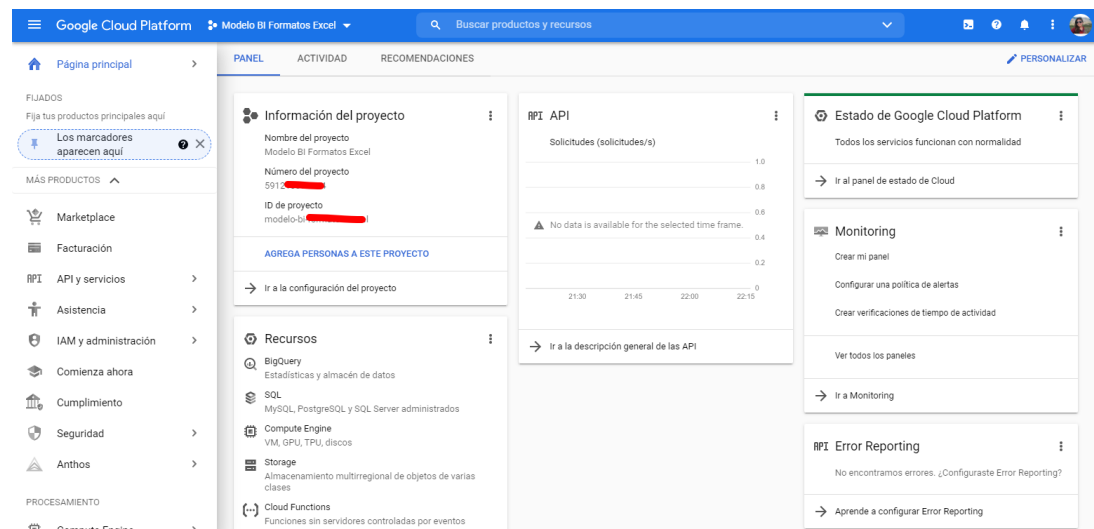 Google Cloud Platform
Modelo BI Formatos Excel
Buscar productos y recursos
Página principal
FIJADOS
Fija tus productos principales aquí
Los marcadores
aparecen aquí
MÁS PRODUCTOS
Marketplace
Facturación
API
API y servicios
Asistencia
IAM y administración
Comienza ahora
Cumplimiento
Seguridad
Anthos
PROCESAMIENTO
Compute Engine
PANEL
ACTIVIDAD
RECOMENDACIONES
PERSONALIZAR
Información del proyecto
Nombre del proyecto
Modelo BI Formatos Excel
Número del proyecto
5912
ID de proyecto
modelo-bi
AGREGA PERSONAS A ESTE PROYECTO
Ir a la configuración del proyecto
Recursos
BigQuery
Estadísticas y almacén de datos
SQL
MySQL, PostgreSQL y SQL Server administrados
Compute Engine
VM, GPU, TPU, discos
Storage
Almacenamiento multirregional de objetos de varias
clases
Cloud Functions
Funciones sin servidores controladas por eventos
API API
Solicitudes (solicitudes/s)
1.0
0.8
0.6
No data is available for the selected time frame.
0.4
0.2
0
21:30 21:45 22:00 22:15
Ir a la descripción general de las API
Estado de Google Cloud Platform
Todos los servicios funcionan con normalidad
Ir al panel de estado de Cloud
Monitoring
Crear mi panel
Configurar una política de alertas
Crear verificaciones de tiempo de actividad
Ver todos los paneles
Ir a Monitoring
API Error Reporting
No encontramos errores. ¿Configuraste Error Reporting?
Aprende a configurar Error Reporting